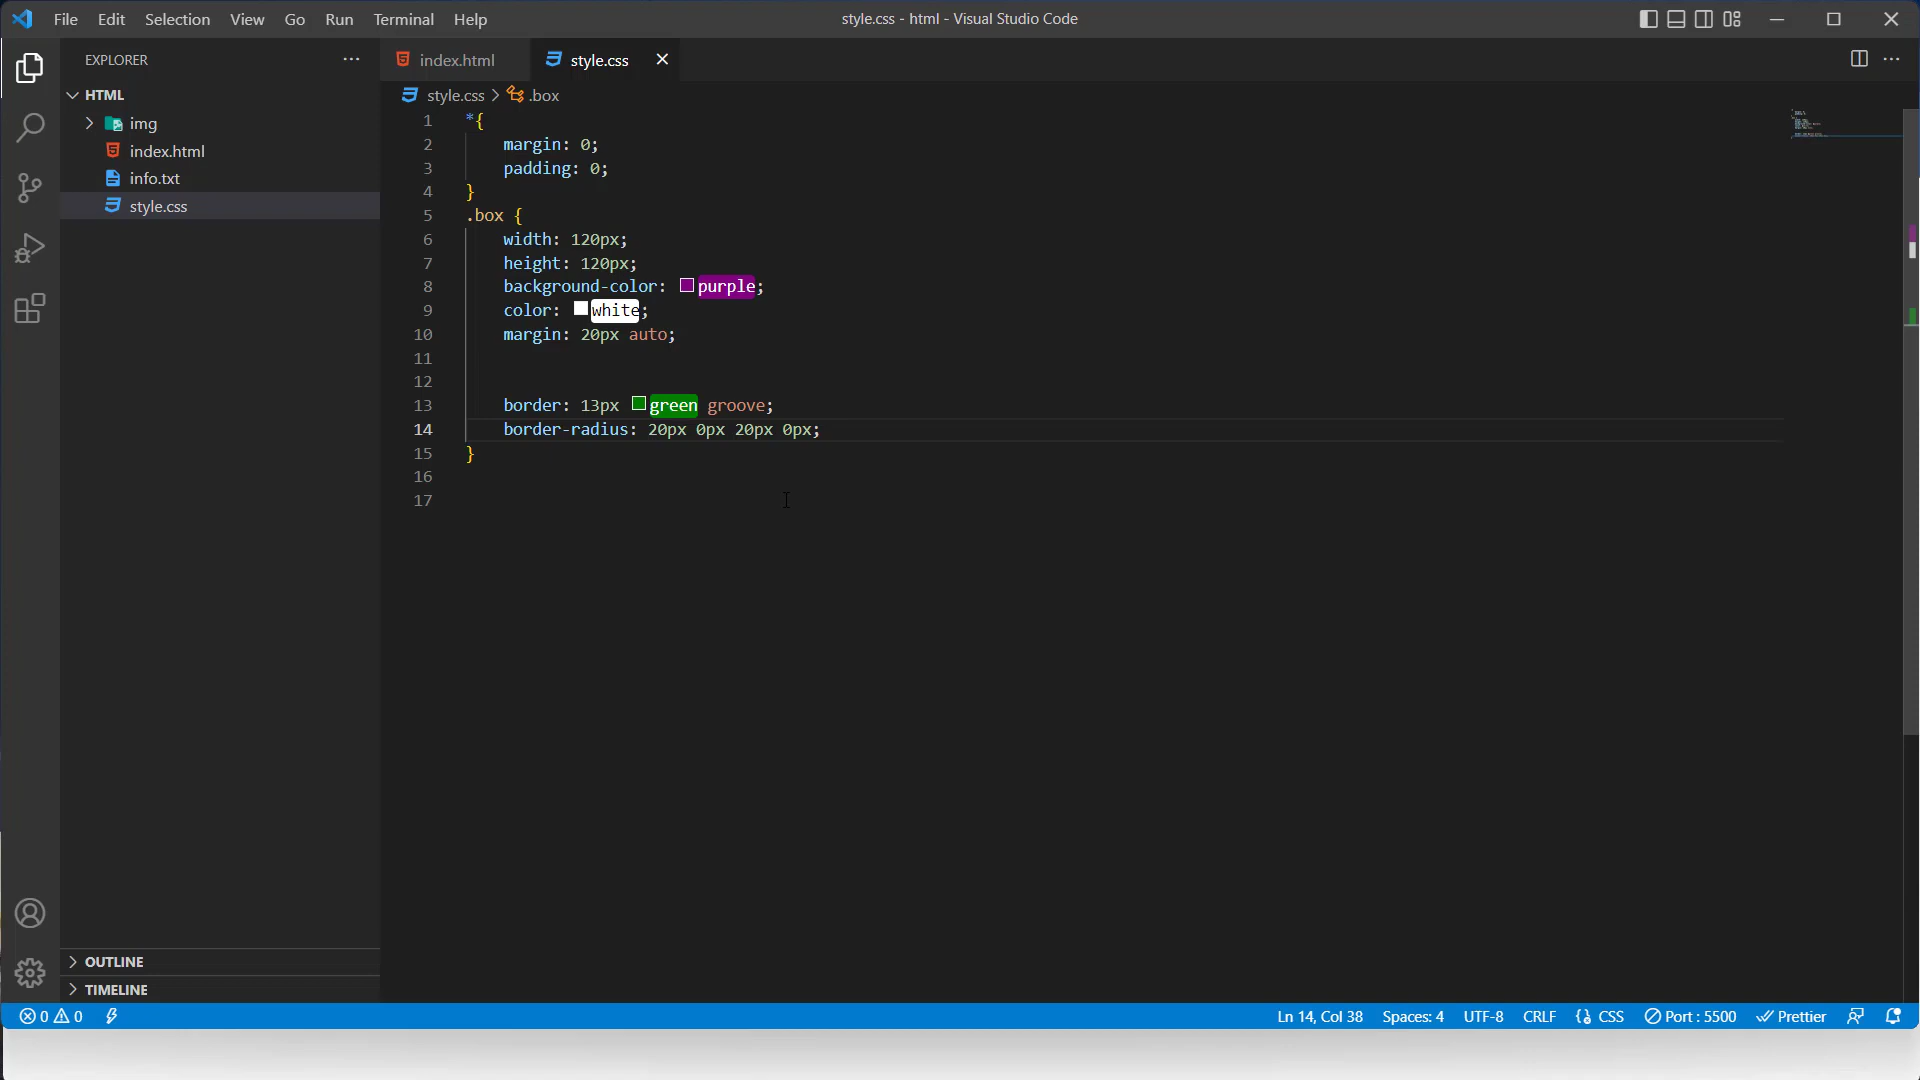 File Edit Selection View Go Run Terminal Help
style.css - html - Visual Studio Code
EXPLORER
HTML
img
index.html
info.txt
style.css
OUTLINE
TIMELINE
index.html
style.css
style.css > .box
1 *{
2 margin: 0;
3 padding: 0;
4 }
5 .box {
6 width: 120px;
7 height: 120px;
8 background-color: purple;
9 color: white;
10 margin: 20px auto;
11
12
13 border: 13px green groove;
14 border-radius: 20px 0px 20px 0px;
15 }
16
17
0 0
Ln 14, Col 38 Spaces: 4 UTF-8 CRLF CSS Port : 5500 Prettier